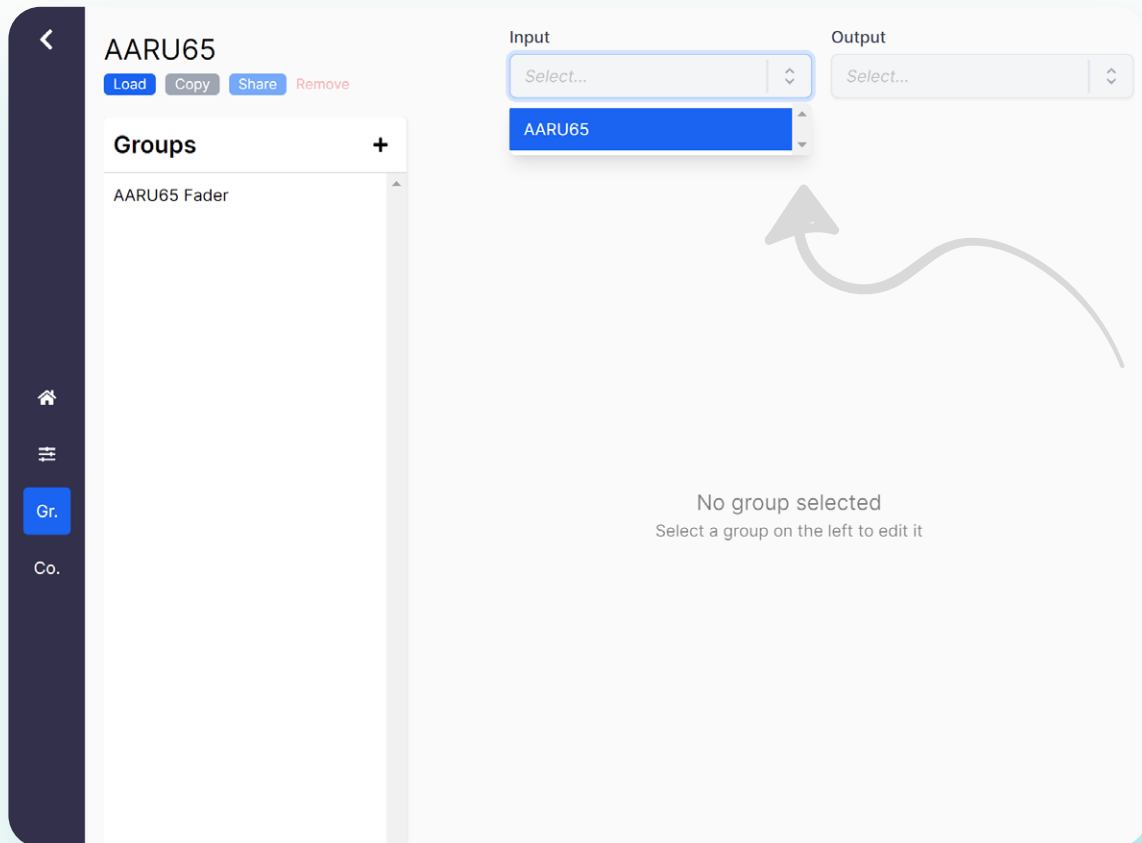 AARU65
Load Copy Share Remove
Groups +
AARU65 Fader
Gr.
Co.
Input
Select...
AARU65
Output
Select...
No group selected
Select a group on the left to edit it